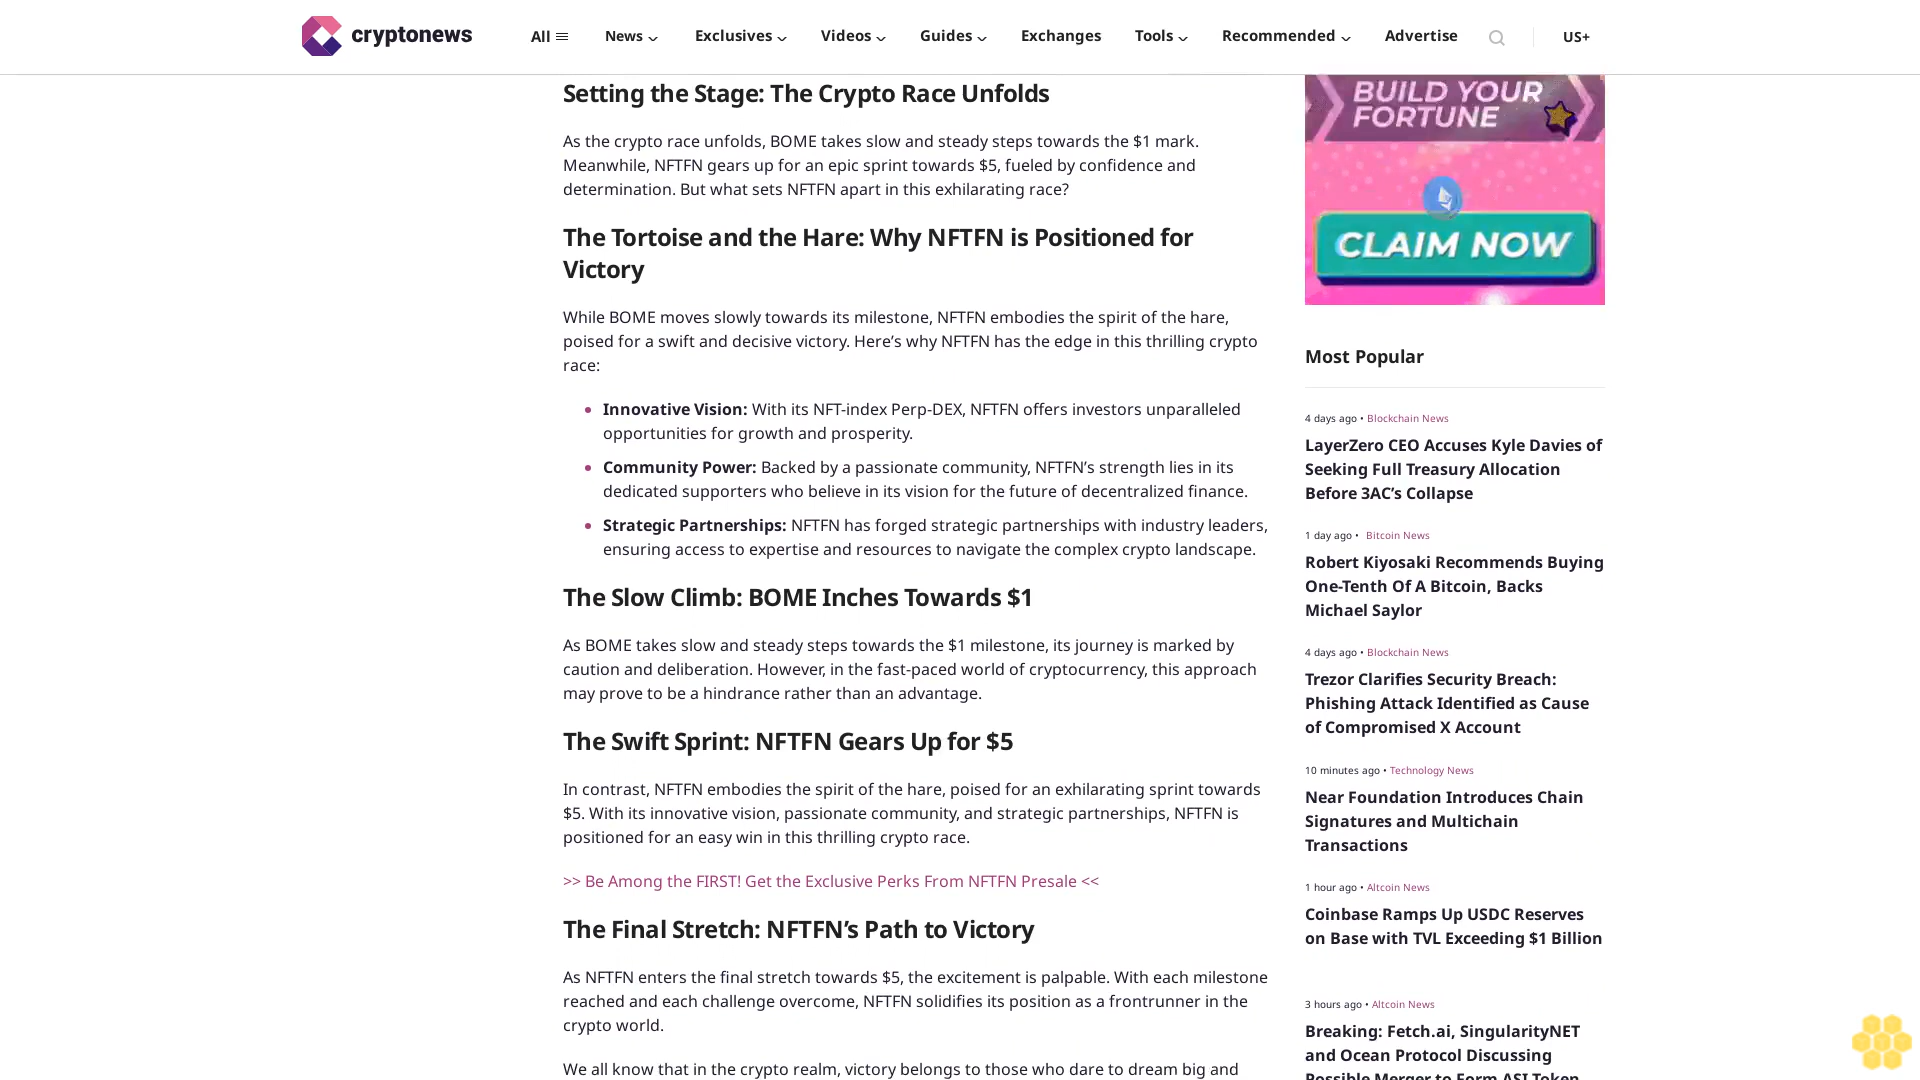 cryptonews
All
News
Exclusives
Videos
Guides
Exchanges
Tools
Recommended
Advertise
US+
Setting the Stage: The Crypto Race Unfolds
As the crypto race unfolds, BOME takes slow and steady steps towards the $1 mark.
Meanwhile, NFTFN gears up for an epic sprint towards $5, fueled by confidence and
determination. But what sets NFTFN apart in this exhilarating race?
The Tortoise and the Hare: Why NFTFN is Positioned for
Victory
While BOME moves slowly towards its milestone, NFTFN embodies the spirit of the hare,
poised for a swift and decisive victory. Here’s why NFTFN has the edge in this thrilling crypto
race:
Innovative Vision: With its NFT-index Perp-DEX, NFTFN offers investors unparalleled
opportunities for growth and prosperity.
Community Power: Backed by a passionate community, NFTFN’s strength lies in its
dedicated supporters who believe in its vision for the future of decentralized finance.
Strategic Partnerships: NFTFN has forged strategic partnerships with industry leaders,
ensuring access to expertise and resources to navigate the complex crypto landscape.
The Slow Climb: BOME Inches Towards $1
As BOME takes slow and steady steps towards the $1 milestone, its journey is marked by
caution and deliberation. However, in the fast-paced world of cryptocurrency, this approach
may prove to be a hindrance rather than an advantage.
The Swift Sprint: NFTFN Gears Up for $5
In contrast, NFTFN embodies the spirit of the hare, poised for an exhilarating sprint towards
$5. With its innovative vision, passionate community, and strategic partnerships, NFTFN is
positioned for an easy win in this thrilling crypto race.
>> Be Among the FIRST! Get the Exclusive Perks From NFTFN Presale <<
The Final Stretch: NFTFN’s Path to Victory
As NFTFN enters the final stretch towards $5, the excitement is palpable. With each milestone
reached and each challenge overcome, NFTFN solidifies its position as a frontrunner in the
crypto world.
We all know that in the crypto realm, victory belongs to those who dare to dream big and
BUILD YOUR
FORTUNE
CLAIM NOW
Most Popular
4 days ago • Blockchain News
LayerZero CEO Accuses Kyle Davies of
Seeking Full Treasury Allocation
Before 3AC’s Collapse
1 day ago • Bitcoin News
Robert Kiyosaki Recommends Buying
One-Tenth Of A Bitcoin, Backs
Michael Saylor
4 days ago • Blockchain News
Trezor Clarifies Security Breach:
Phishing Attack Identified as Cause
of Compromised X Account
10 minutes ago • Technology News
Near Foundation Introduces Chain
Signatures and Multichain
Transactions
1 hour ago • Altcoin News
Coinbase Ramps Up USDC Reserves
on Base with TVL Exceeding $1 Billion
3 hours ago • Altcoin News
Breaking: Fetch.ai, SingularityNET
and Ocean Protocol Discussing
Possible Merger to Form ASI Token